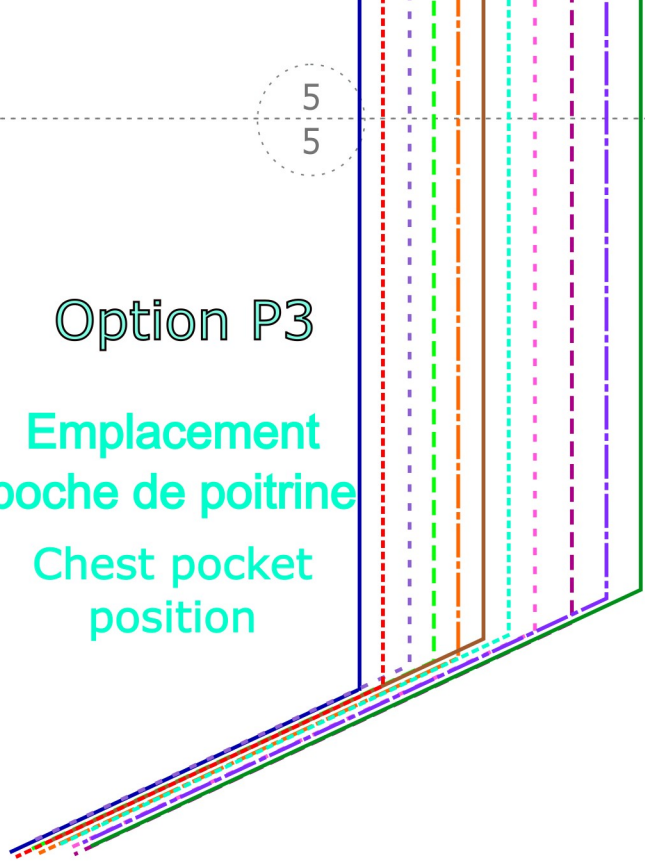 5
5
Option P3
Emplacement
poche de poitrine
Chest pocket
position